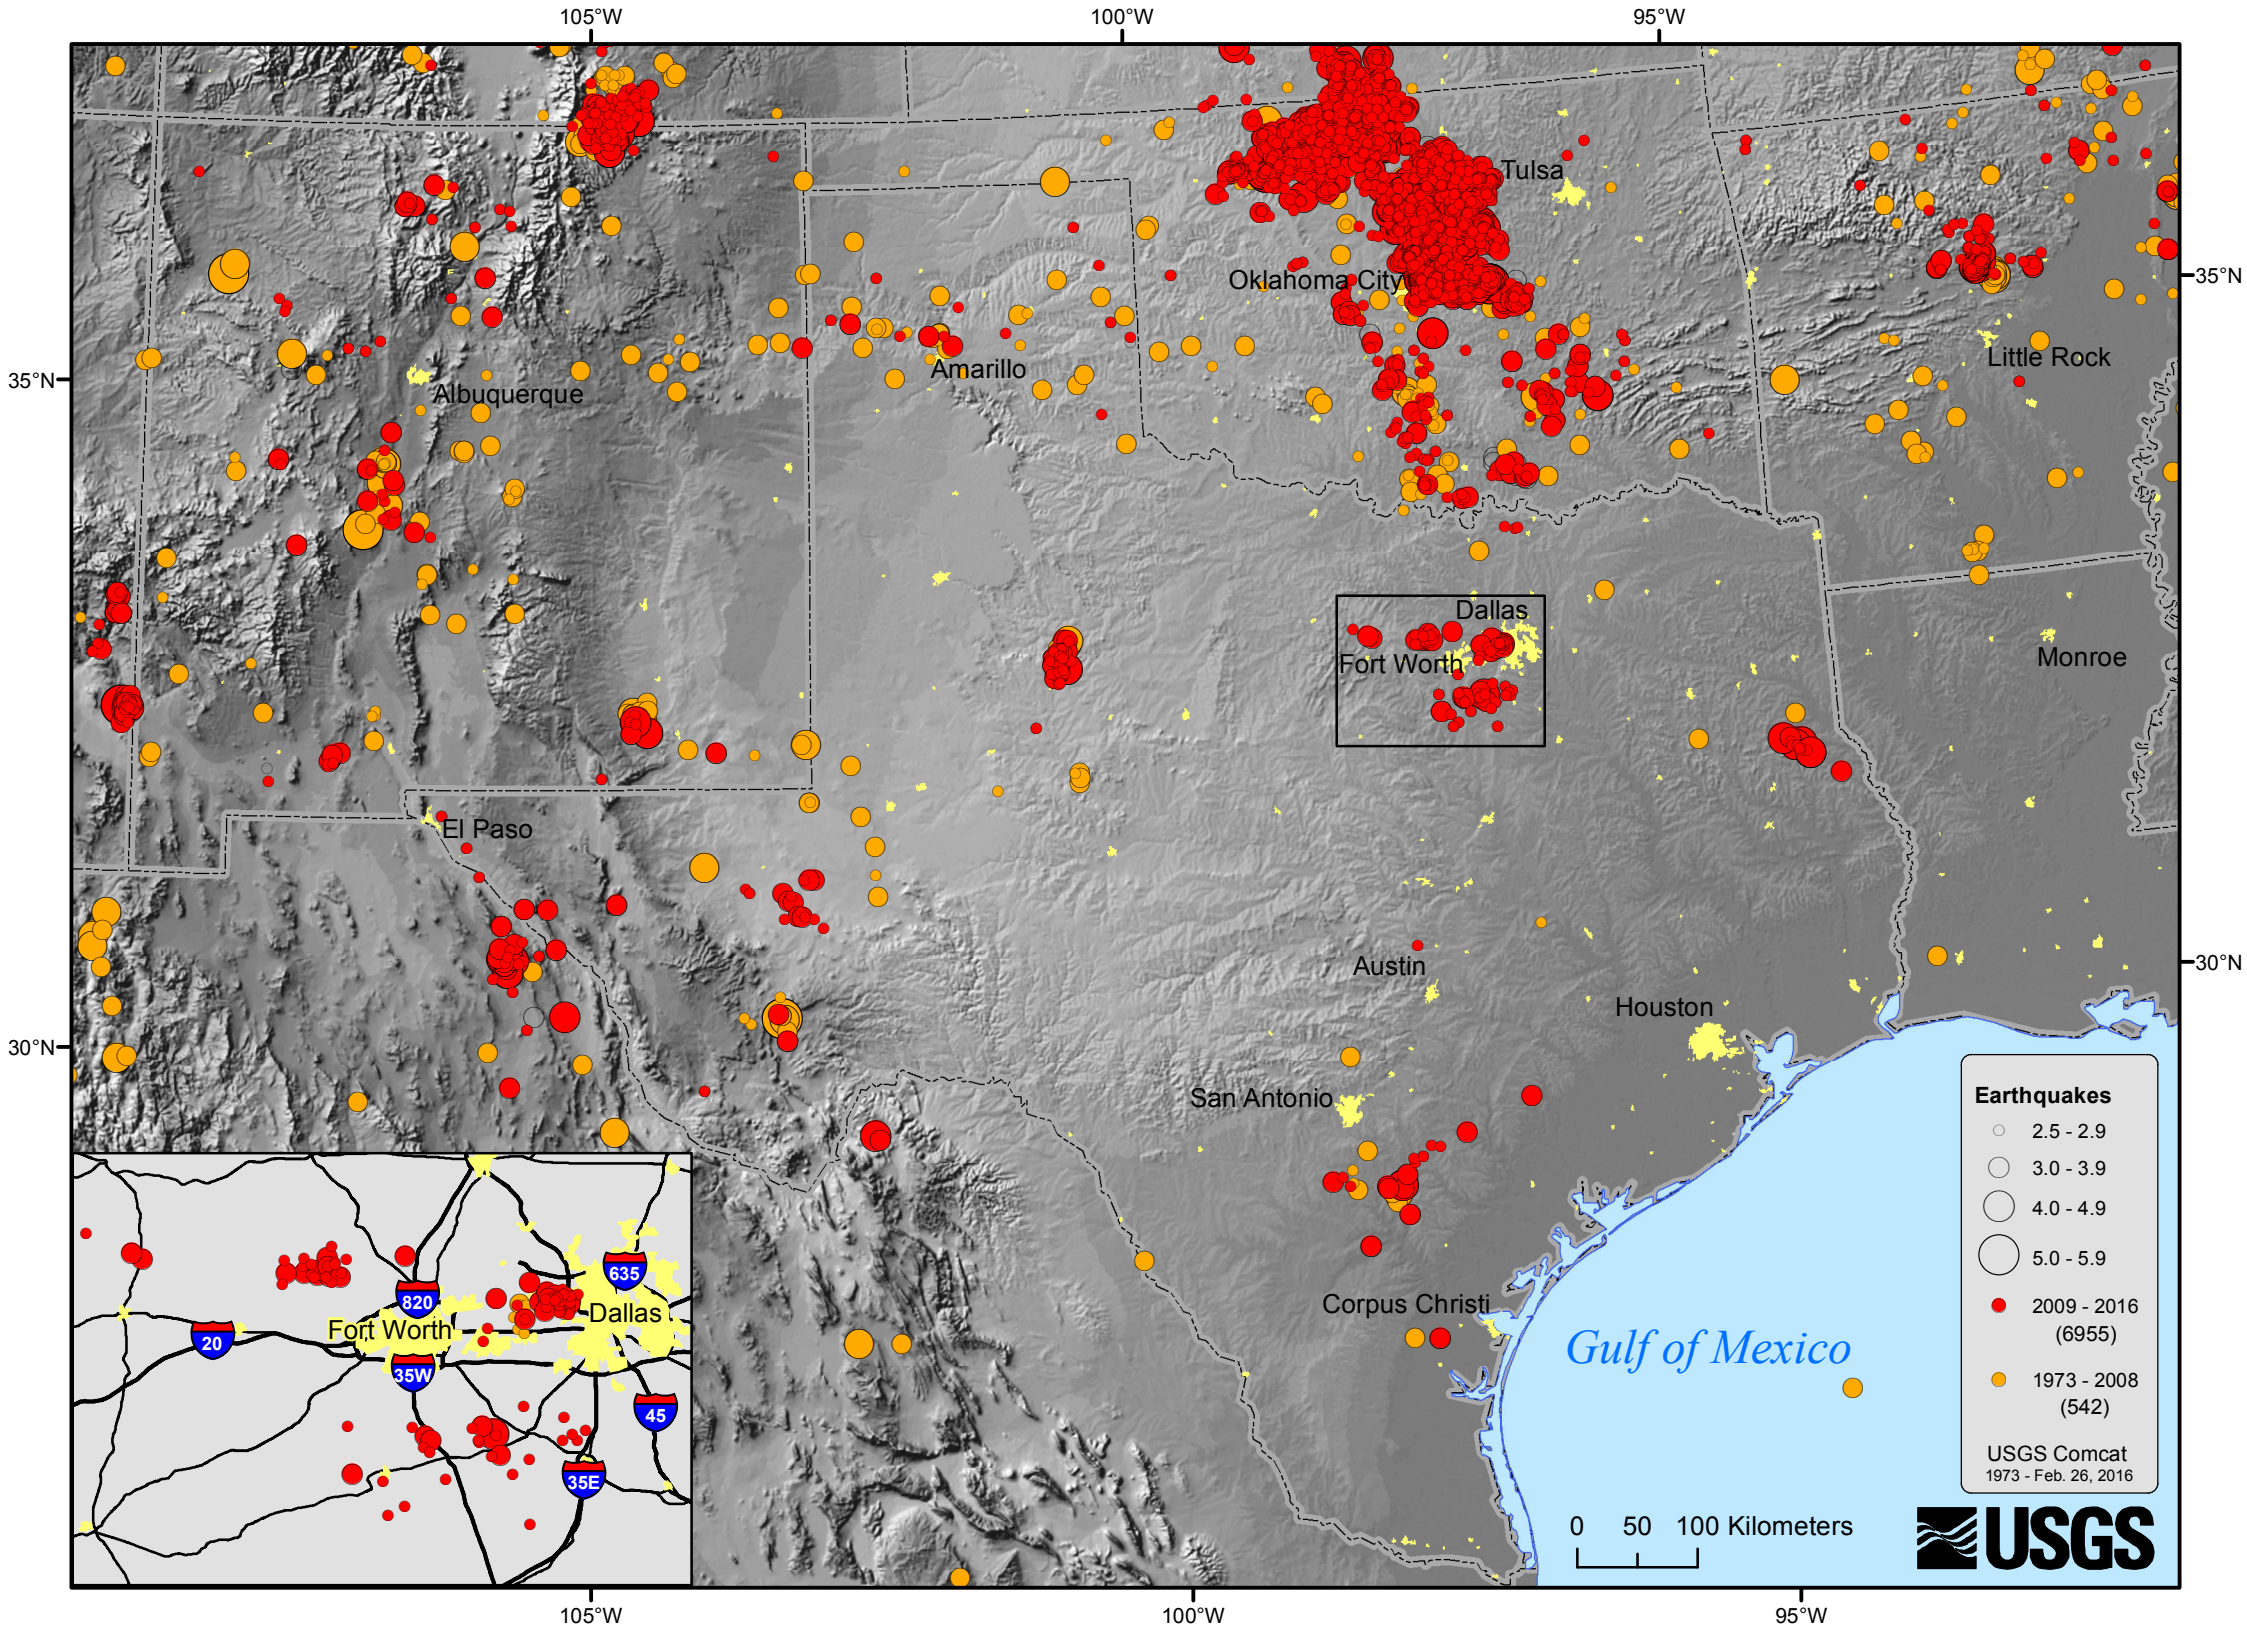 105°W
100°W
95°W
Tulsa
Oklahoma City
35°N
Little Rock
Amarillo
35°N
Albuquerque
Dallas
Fort Worth
Monroe
El Paso
Austin
30°N
Houston
30°N
San Antonio
Corpus Christi
Gulf of Mexico
Earthquakes
2.5 - 2.9
3.0 - 3.9
4.0 - 4.9
5.0 - 5.9
2009 - 2016
(6955)
1973 - 2008
(542)
USGS Comcat
1973 - Feb. 26, 2016
635
820
Dallas
Fort Worth
20
35W
45
35E
0 50 100 Kilometers
USGS
105°W
100°W
95°W